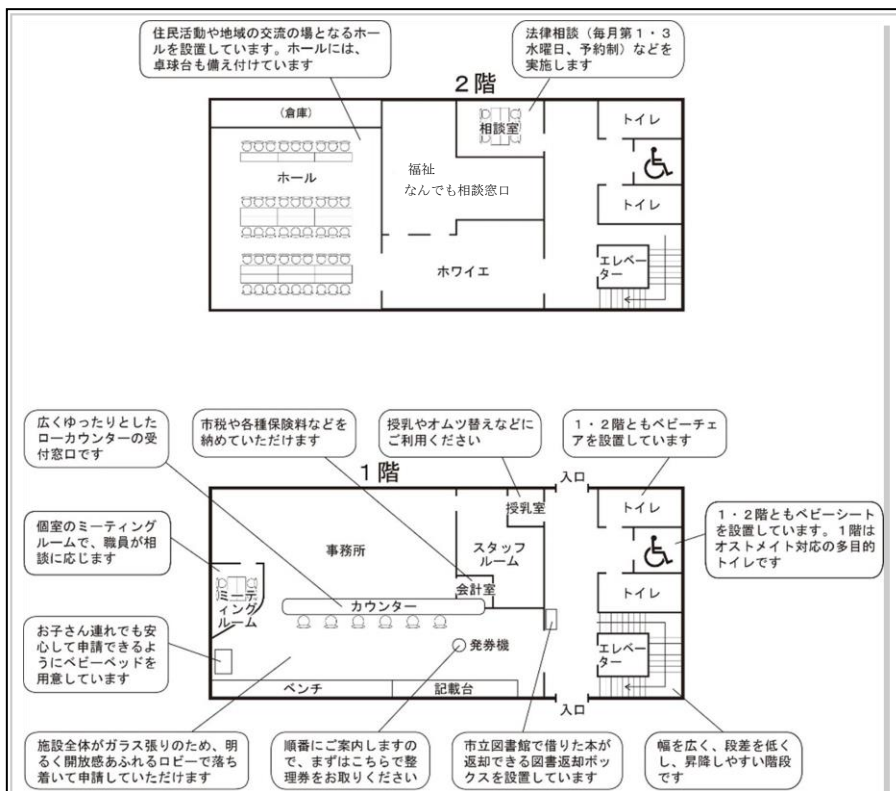 住民活動や地域の交流の場となるホー
ルを設置しています。ホールには、
卓球台も備え付けています
法律相談（毎月第１・３
水曜日、予約制）などを
実施します
２階
（倉庫）
ホール
福祉
なんでも相談窓口
相談室
ホワイエ
トイレ
トイレ
エレベー
ター
広くゆったりとした
ローカウンターの受
付窓口です
市税や各種保険料などを
納めていただけます
授乳やオムツ替えなどに
ご利用ください
１・２階ともベビーチェ
アを設置しています
１階
入口
個室のミーティング
ルームで、職員が相
談に応じます
事務所
授乳室
スタッフ
ルーム
トイレ
１・２階ともベビーシート
を設置しています。１階は
オストメイト対応の多目的
トイレです
ミーテ
ィング
ルーム
会計室
カウンター
トイレ
お子さん連れでも安
心して申請できるよ
うにベビーベッドを
用意しています
発券機
エレベー
ター
ベンチ
記載台
入口
施設全体がガラス張りのため、明
るく開放感あふれるロビーで落ち
着いて申請していただけます
順番にご案内しますの
で、まずはこちらで整
理券をお取りください
市立図書館で借りた本が
返却できる図書返却ボッ
クスを設置しています
幅を広く、段差を低く
し、昇降しやすい階段
です